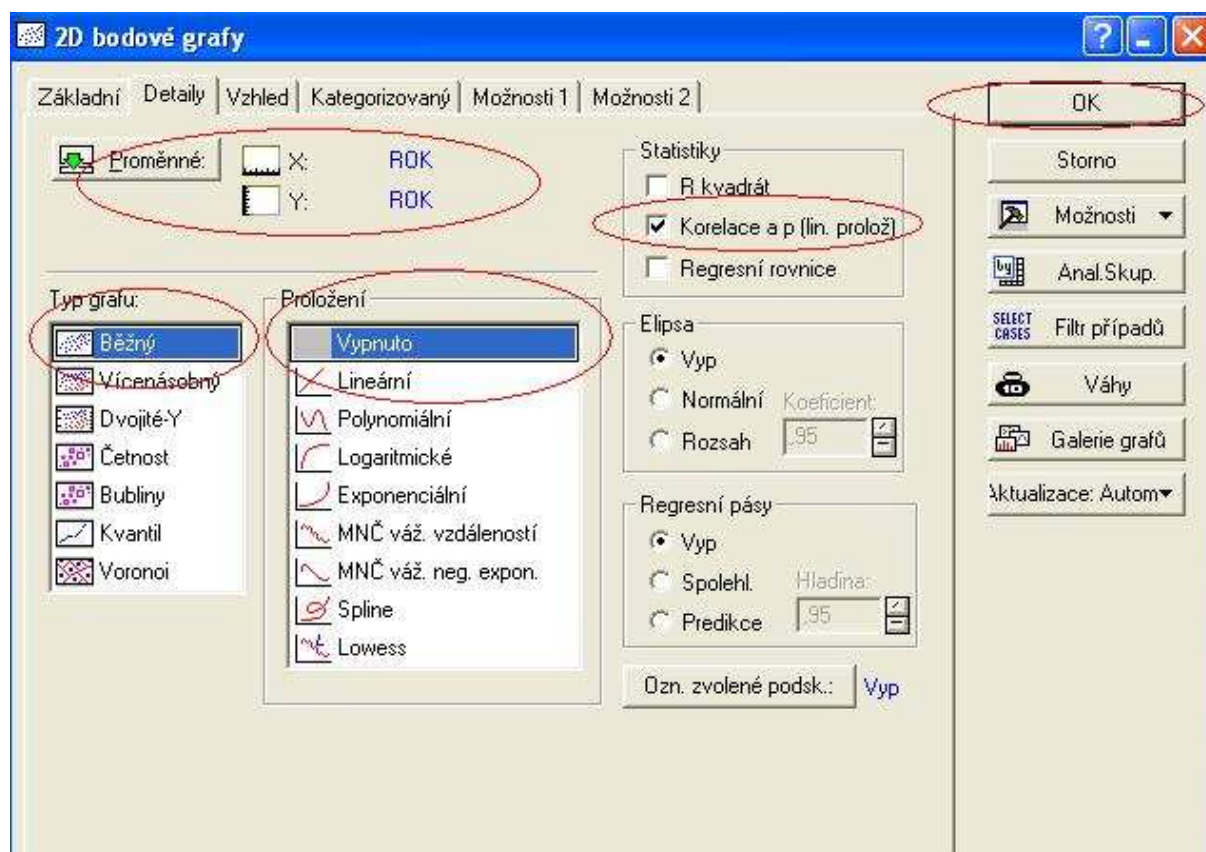 2D bodové grafy
Základní Detaily Vzhled Kategorizovaný Možnosti 1 Možnosti 2
Proměnné:
X: ROK
Y: ROK
Typ grafu:
Běžný
Vícenásobný
Dvojité-Y
Četnost
Bubliny
Kvantil
Voronoi
Proložení
Vypnuto
Lineární
Polynomiální
Logaritmické
Exponenciální
MNČ váž. vzdáleností
MNČ váž. neg. expon.
Spline
Lowess
Statistiky
R kvadrát
Korelace a p (lin. prolož)
Regresní rovnice
Elipsa
Vyp
Normální Koeficient:
Rozsah .95
Regresní pásy
Vyp
Spolehl. Hladina:
Predikce .95
Ozn. zvolené podsk.: Vyp
OK
Storno
Možnosti
by Anal.Skup.
SELECT CASES Filtr případů
Váhy
Galerie grafů
Aktualizace: Autom